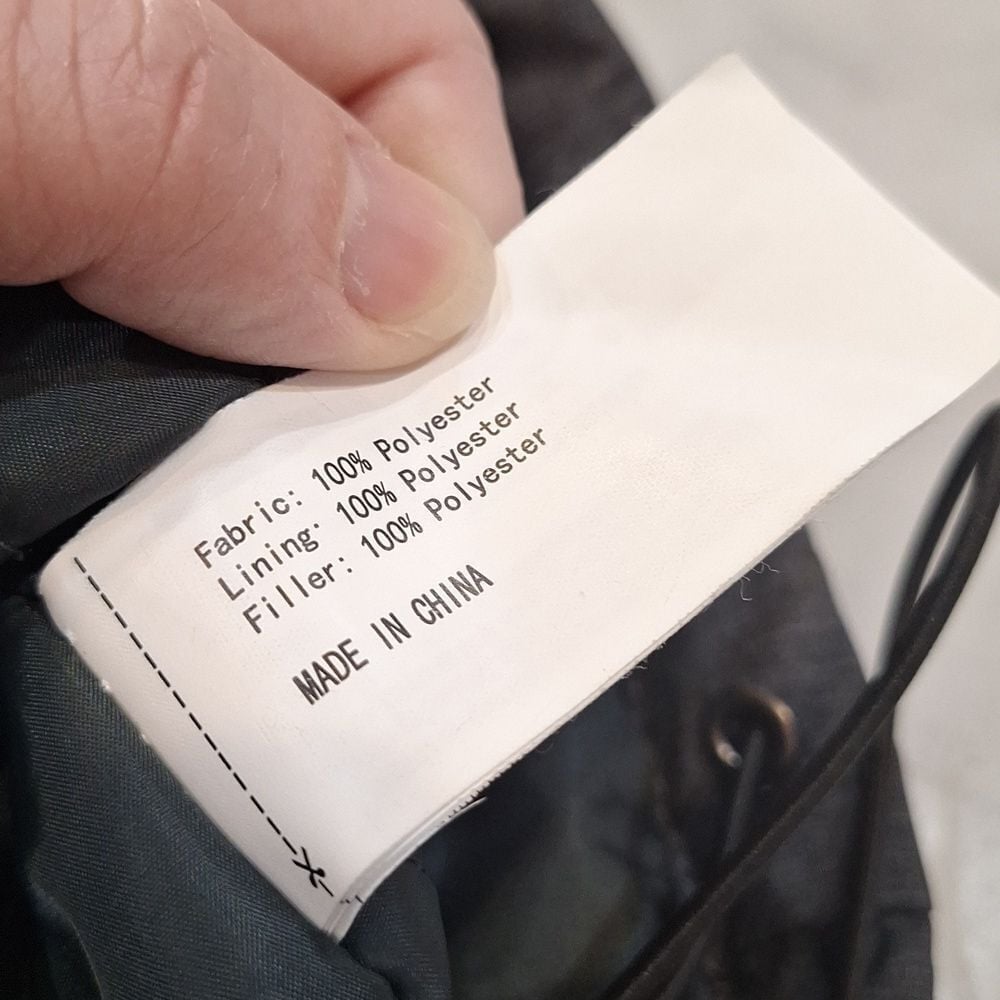 Fabric: 100% Polyester
Lining: 100% Polyester
Filler: 100% Polyester
MADE IN CHINA